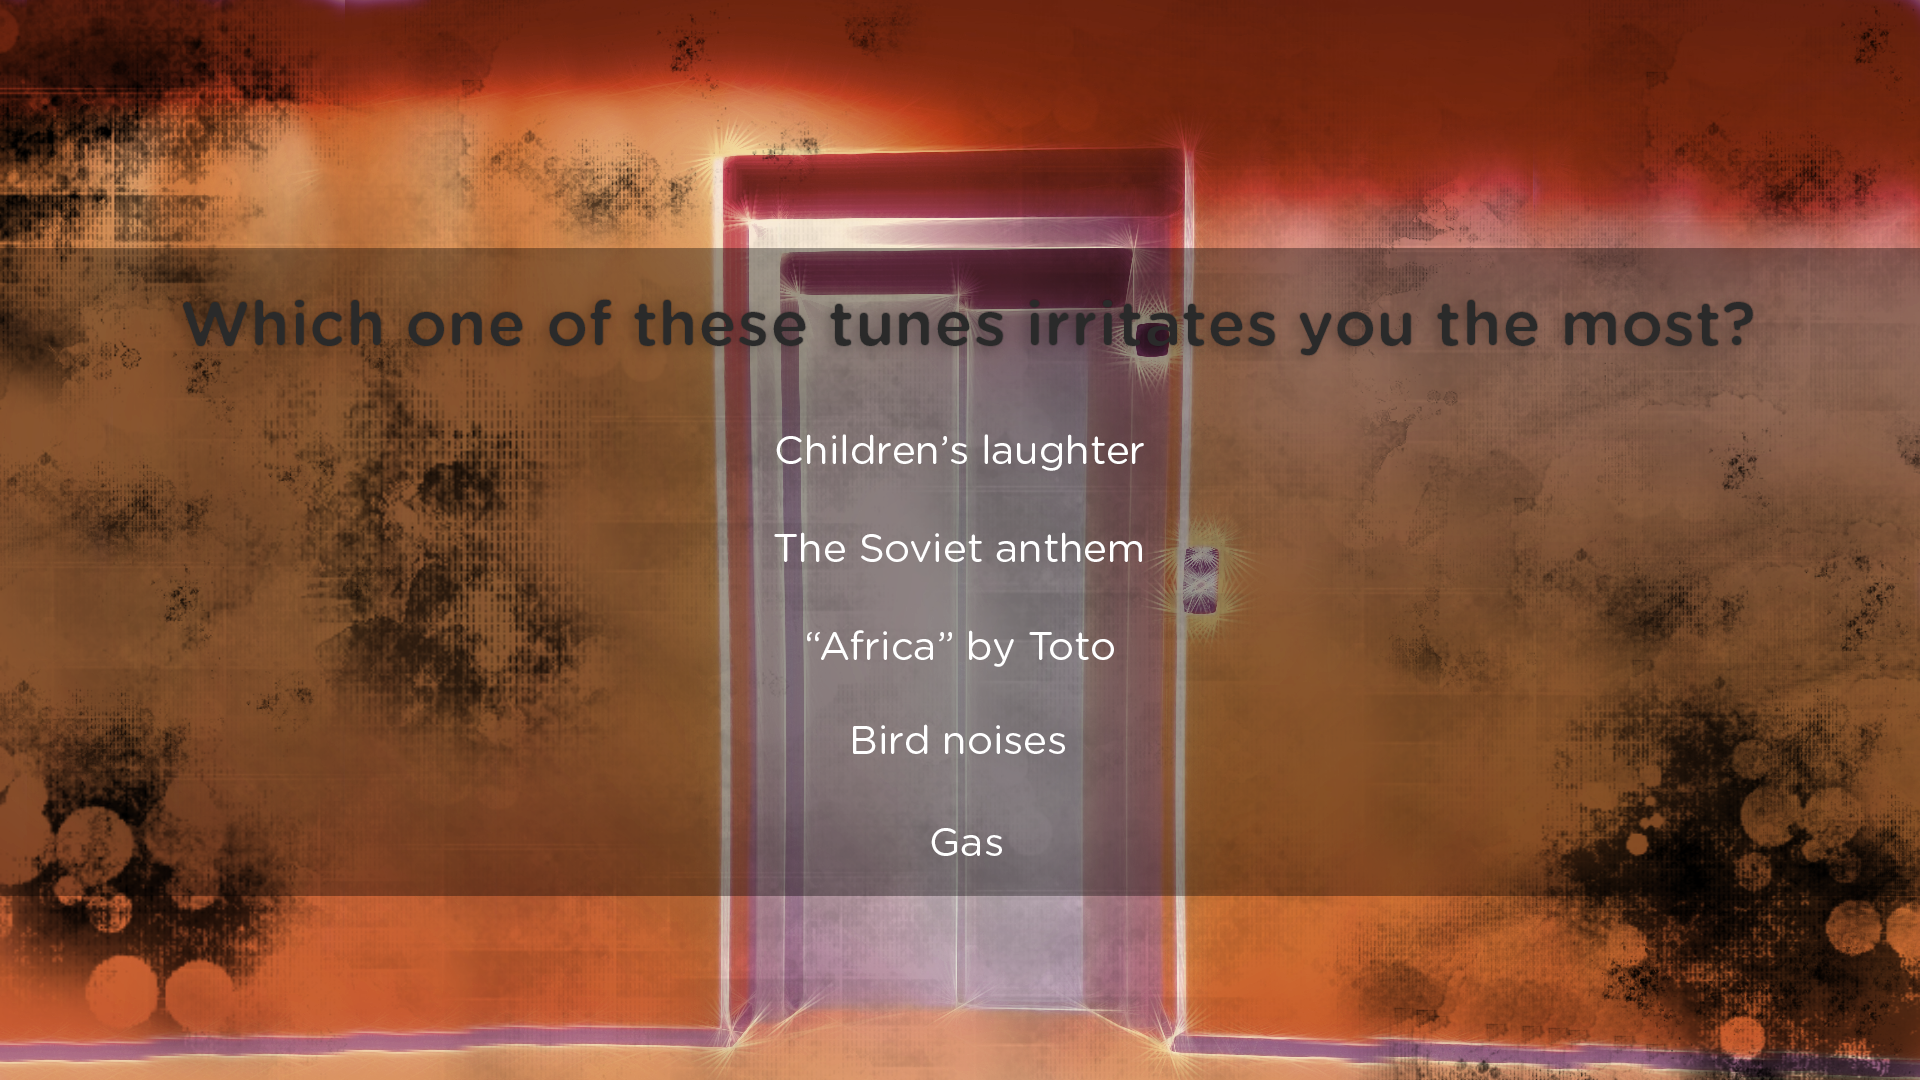 Which one of these tunes irritates you the most?
Children’s laughter
The Soviet anthem
“Africa” by Toto
Bird noises
Gas